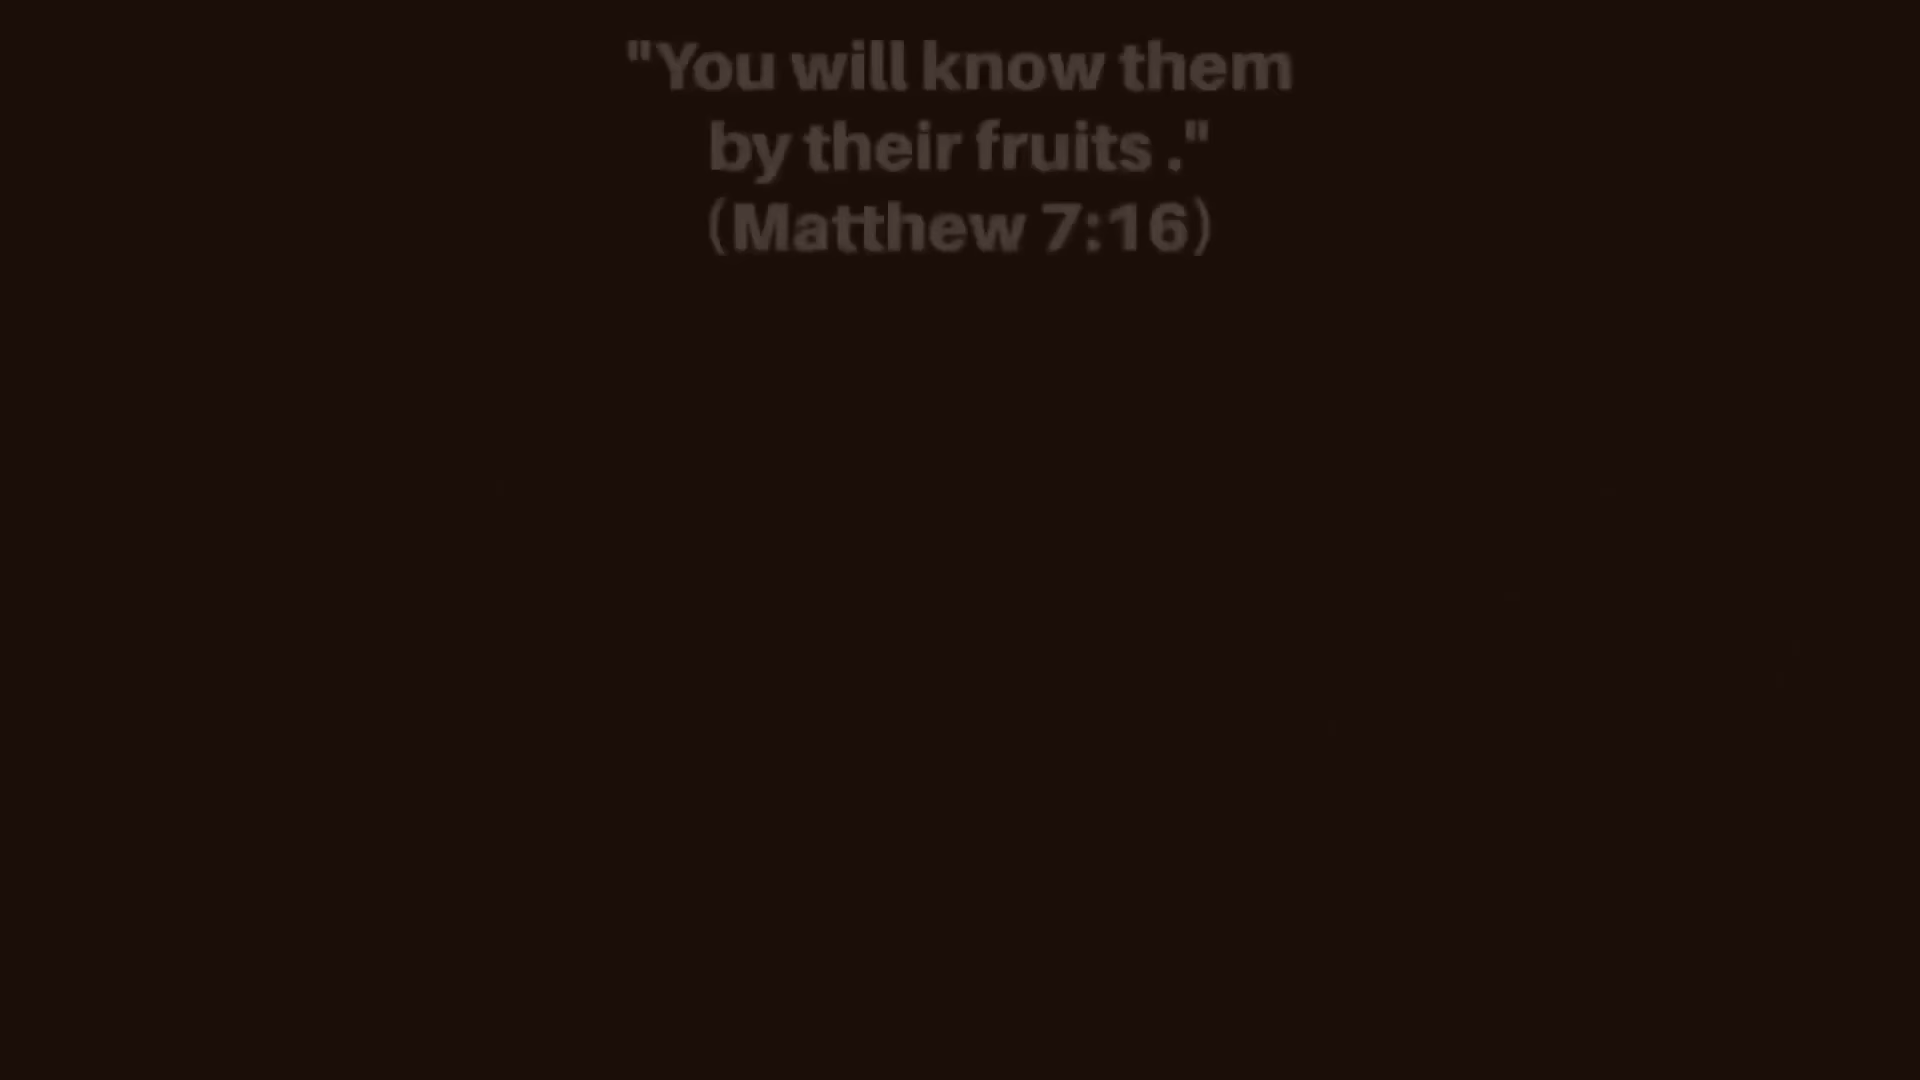 "You will know them
by their fruits ."
(Matthew 7:16)